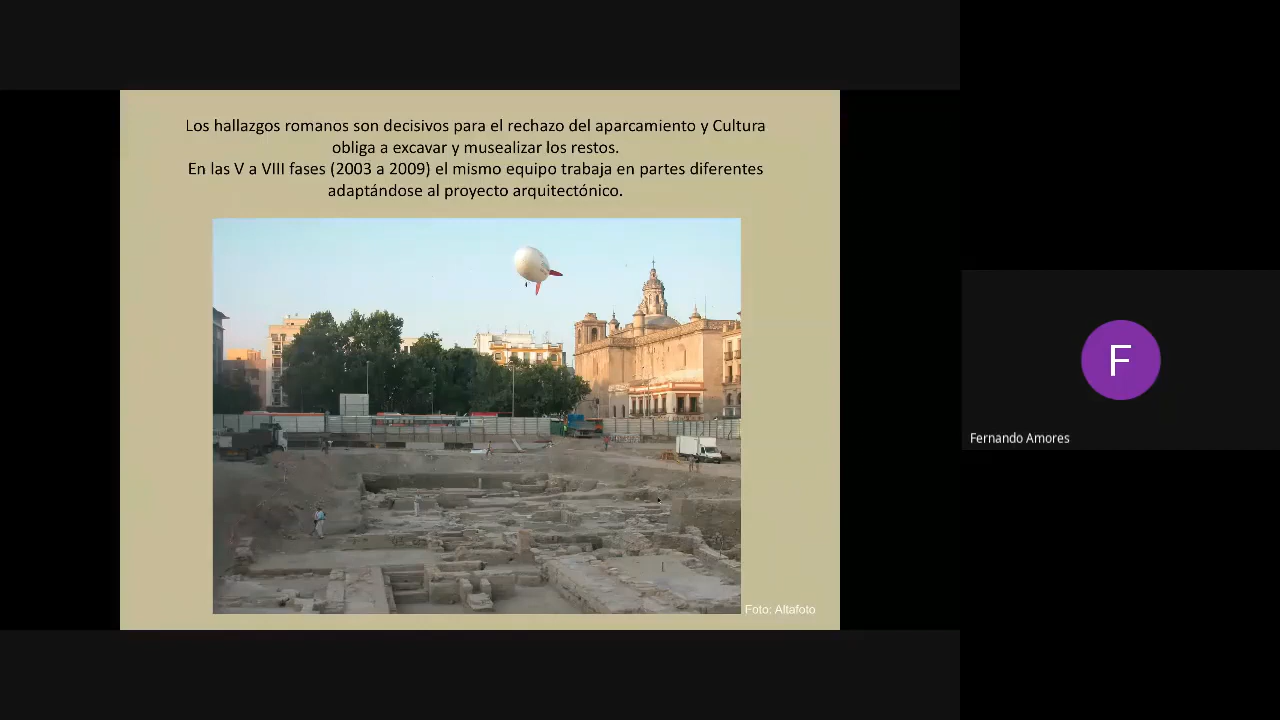 Los hallazgos romanos son decisivos para el rechazo del aparcamiento y Cultura
obliga a excavar y musealizar los restos.
En las V a VIII fases (2003 a 2009) el mismo equipo trabaja en partes diferentes
adaptándose al proyecto arquitectónico.
Foto: Altafoto
F
Fernando Amores